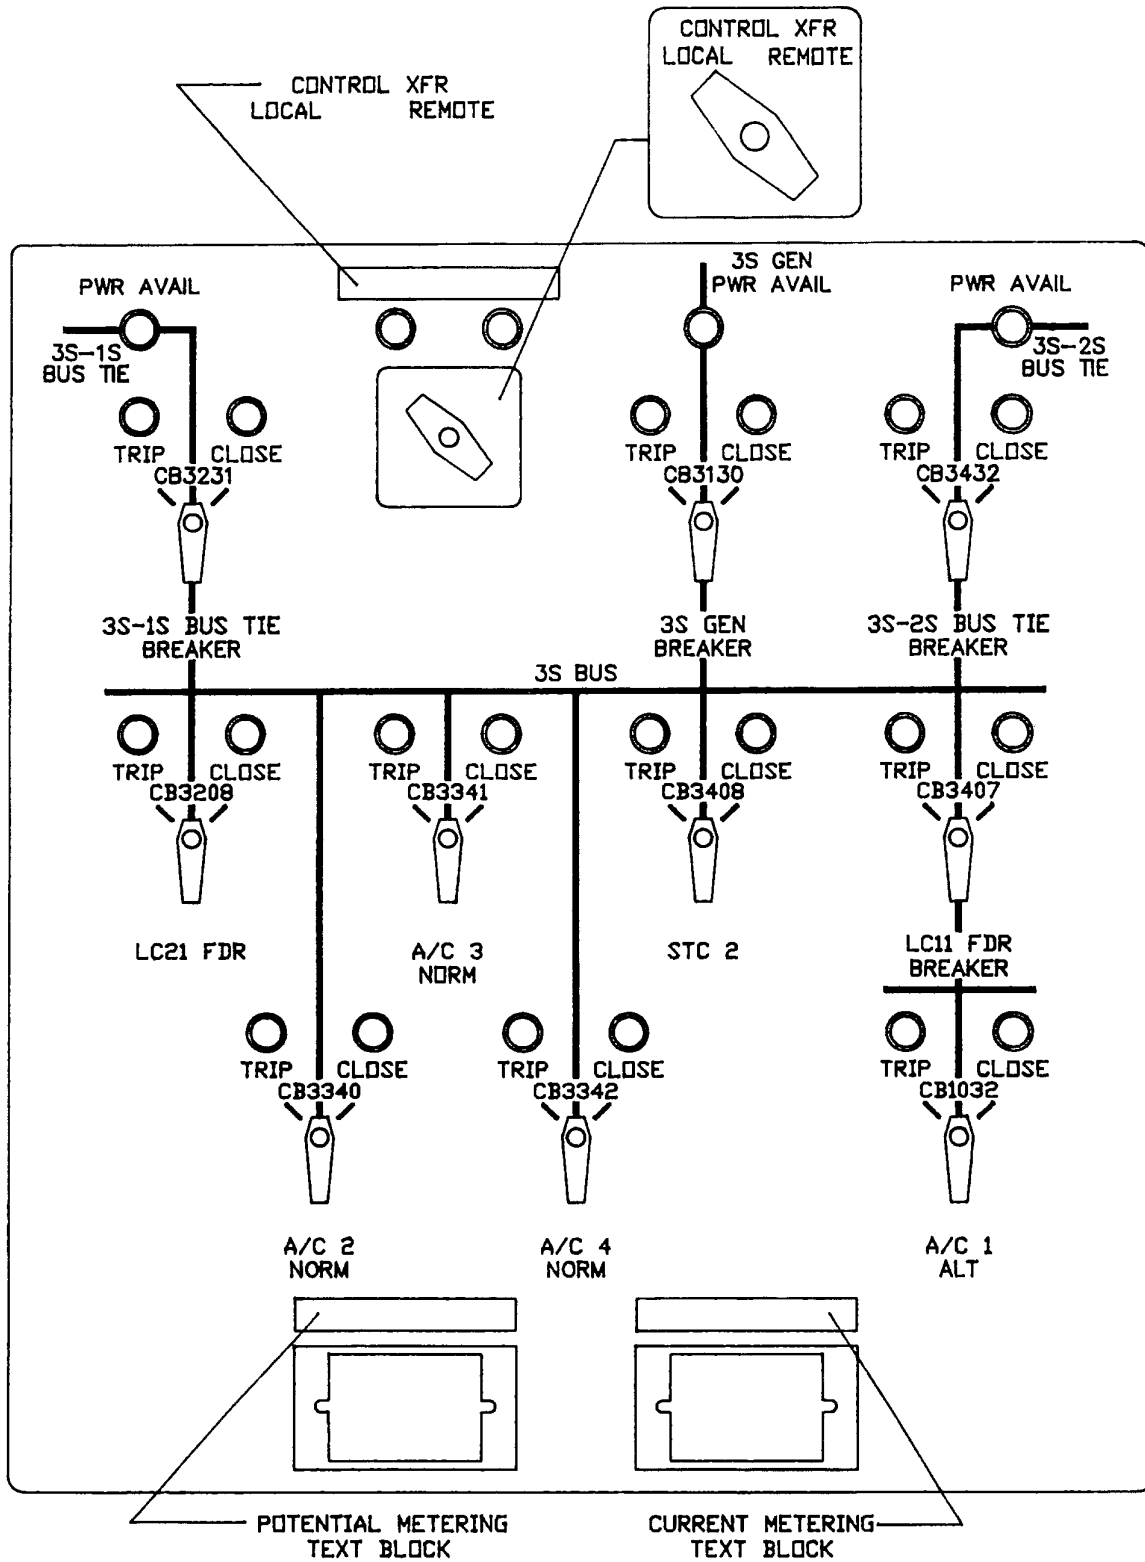 CONTROL XFR
LOCAL REMOTE
CONTROL XFR
LOCAL REMOTE
PWR AVAIL
3S-1S
BUS TIE
3S GEN
PWR AVAIL
PWR AVAIL
3S-2S
BUS TIE
TRIP CLOSE
CB3231
TRIP CLOSE
CB3130
TRIP CLOSE
CB3432
3S-1S BUS TIE
BREAKER
3S GEN
BREAKER
3S-2S BUS TIE
BREAKER
3S BUS
TRIP CLOSE
CB3208
TRIP CLOSE
CB3341
TRIP CLOSE
CB3408
TRIP CLOSE
CB3407
LC21 FDR
A/C 3
NORM
STC 2
LC11 FDR
BREAKER
TRIP CLOSE
CB3340
TRIP CLOSE
CB3342
TRIP CLOSE
CB1032
A/C 2
NORM
A/C 4
NORM
A/C 1
ALT
POTENTIAL METERING
TEXT BLOCK
CURRENT METERING
TEXT BLOCK